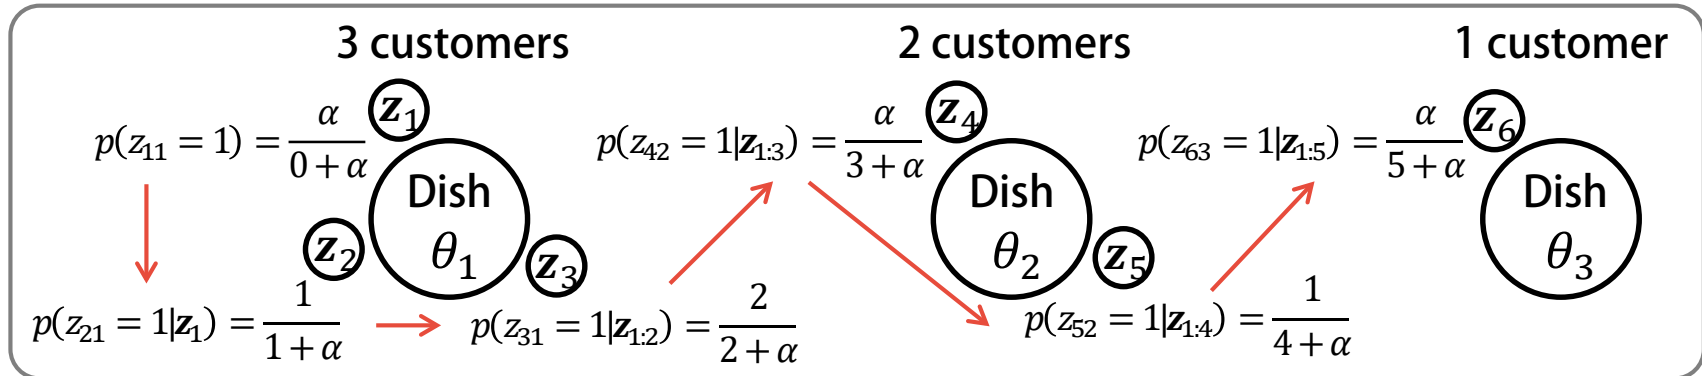 3 customers
2 customers
1 customer
p(z₁₁ = 1) = α / (0 + α)
z₁
p(z₄₂ = 1|z₁:₃) = α / (3 + α)
z₄
p(z₆₃ = 1|z₁:₅) = α / (5 + α)
z₆
Dish
θ₁
Dish
θ₂
Dish
θ₃
z₂
z₃
z₅
p(z₂₁ = 1|z₁) = 1 / (1 + α)
p(z₃₁ = 1|z₁:₂) = 2 / (2 + α)
p(z₅₂ = 1|z₁:₄) = 1 / (4 + α)